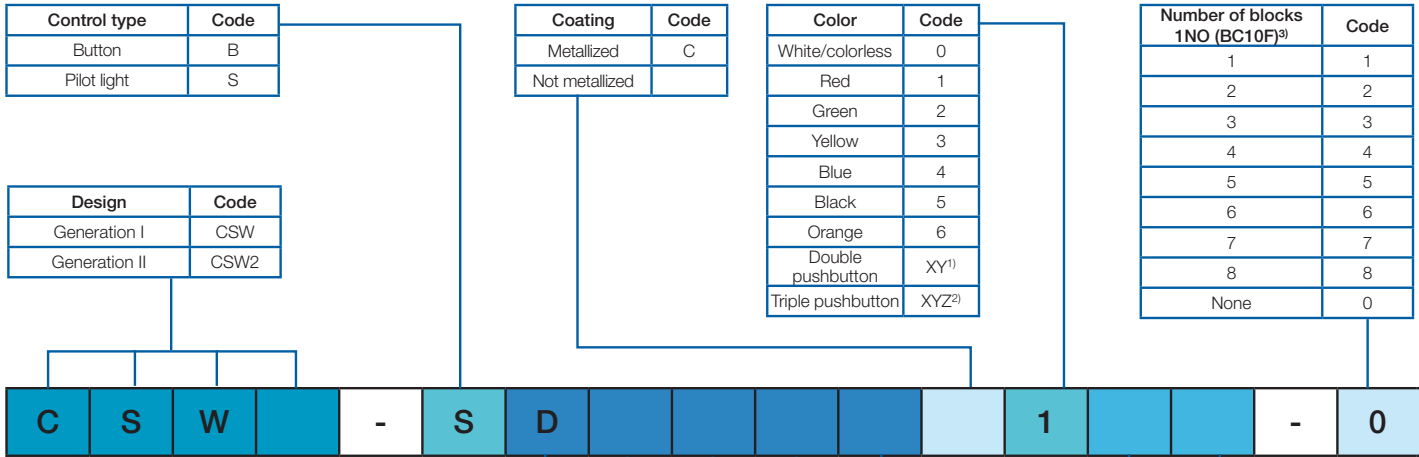 Control type Code
Button B
Pilot light S
Coating Code
Metallized C
Not metallized
Color Code
White/colorless 0
Red 1
Green 2
Yellow 3
Blue 4
Black 5
Orange 6
Double
pushbutton XY1)
Triple pushbutton XYZ2)
Number of blocks
1NO (BC10F)3) Code
1 1
2 2
3 3
4 4
5 5
6 6
7 7
8 8
None 0
Design Code
Generation I CSW
Generation II CSW2
C S W - S D 1 - 0